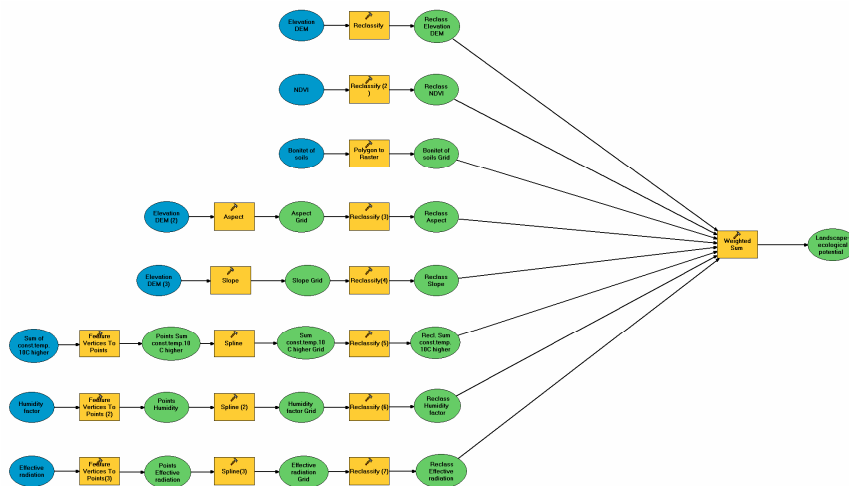 Elevation
DEM
Reclassify
Reclass
Elevation
DEM
NDVI
Reclassify (2
)
Reclass
NDVI
Bonitet of
soils
Polygon to
Raster
Bonitet of
soils Grid
Elevation
DEM (2)
Aspect
Aspect
Grid
Reclassify (3)
Reclass
Aspect
Weighted
Sum
Landscape-
ecological
potential
Elevation
DEM (3)
Slope
Slope Grid
Reclassify(4)
Reclass
Slope
Sum of
const.temp.
10C higher
Feature
Vertices To
Points
Points Sum
const.temp.10
C higher
Spline
Sum
const.temp.10
C higher Grid
Reclassify (5)
Recl. Sum
const.temp.
10C higher
Humidity
factor
Feature
Vertices To
Points (2)
Points
Humidity
Spline (2)
Humidity
factor Grid
Reclassify (6)
Reclass
Humidity
factor
Effective
radiation
Feature
Vertices To
Points(3)
Points
Effective
radiation
Spline(3)
Effective
radiation
Grid
Reclassify (7)
Reclass
Effective
radiation